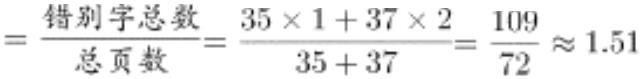 = 错别字总数/总页数 = (35 × 1 + 37 × 2)/(35 + 37) = 109/72 ≈ 1.51